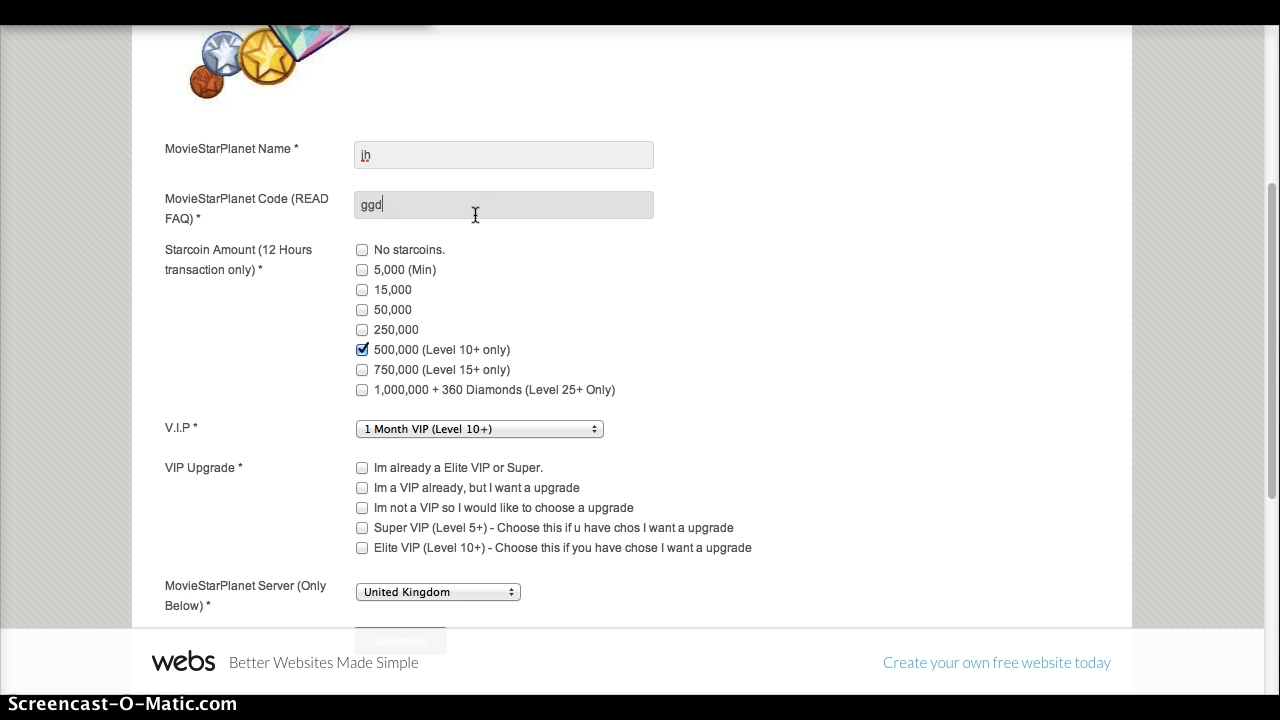 MovieStarPlanet Name *
jh
MovieStarPlanet Code (READ
FAQ) *
ggd
Starcoin Amount (12 Hours
transaction only) *
No starcoins.
5,000 (Min)
15,000
50,000
250,000
500,000 (Level 10+ only)
750,000 (Level 15+ only)
1,000,000 + 360 Diamonds (Level 25+ Only)
V.I.P *
1 Month VIP (Level 10+)
VIP Upgrade *
Im already a Elite VIP or Super.
Im a VIP already, but I want a upgrade
Im not a VIP so I would like to choose a upgrade
Super VIP (Level 5+) - Choose this if u have chos I want a upgrade
Elite VIP (Level 10+) - Choose this if you have chose I want a upgrade
MovieStarPlanet Server (Only
Below) *
United Kingdom
webs Better Websites Made Simple
Create your own free website today
Screencast-O-Matic.com